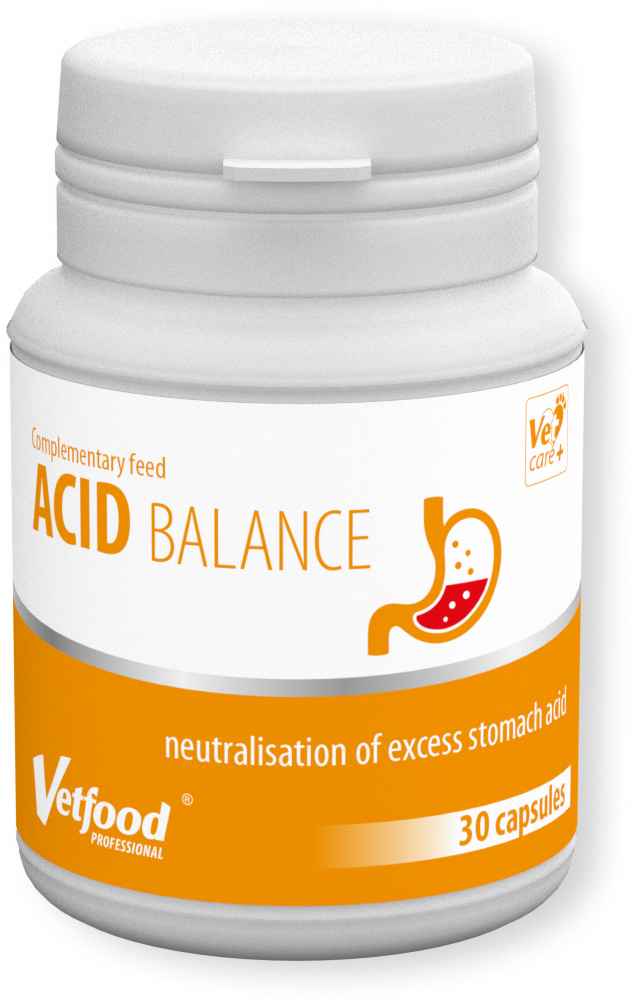 Vet
care+
Complementary feed
ACID BALANCE
neutralisation of excess stomach acid
Vetfood®
PROFESSIONAL
30 capsules